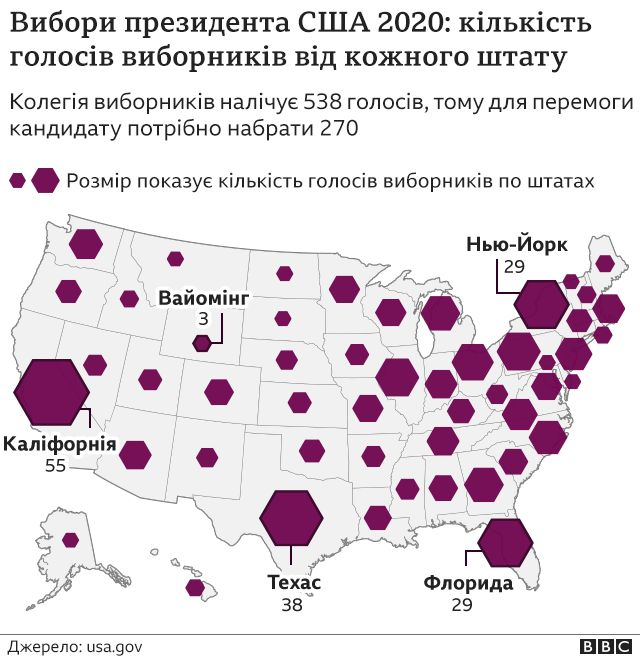 Вибори президента США 2020: кількість
голосів виборників від кожного штату
Колегія виборників налічує 538 голосів, тому для перемоги
кандидату потрібно набрати 270
Розмір показує кількість голосів виборників по штатах
Нью-Йорк
29
Вайомінг
3
Каліфорнія
55
Техас
38
Флорида
29
Джерело: usa.gov
BBC